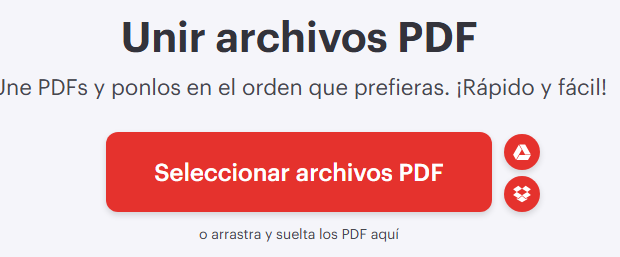 Unir archivos PDF
Une PDFs y ponlos en el orden que prefieras. ¡Rápido y fácil!
Seleccionar archivos PDF
o arrastra y suelta los PDF aquí